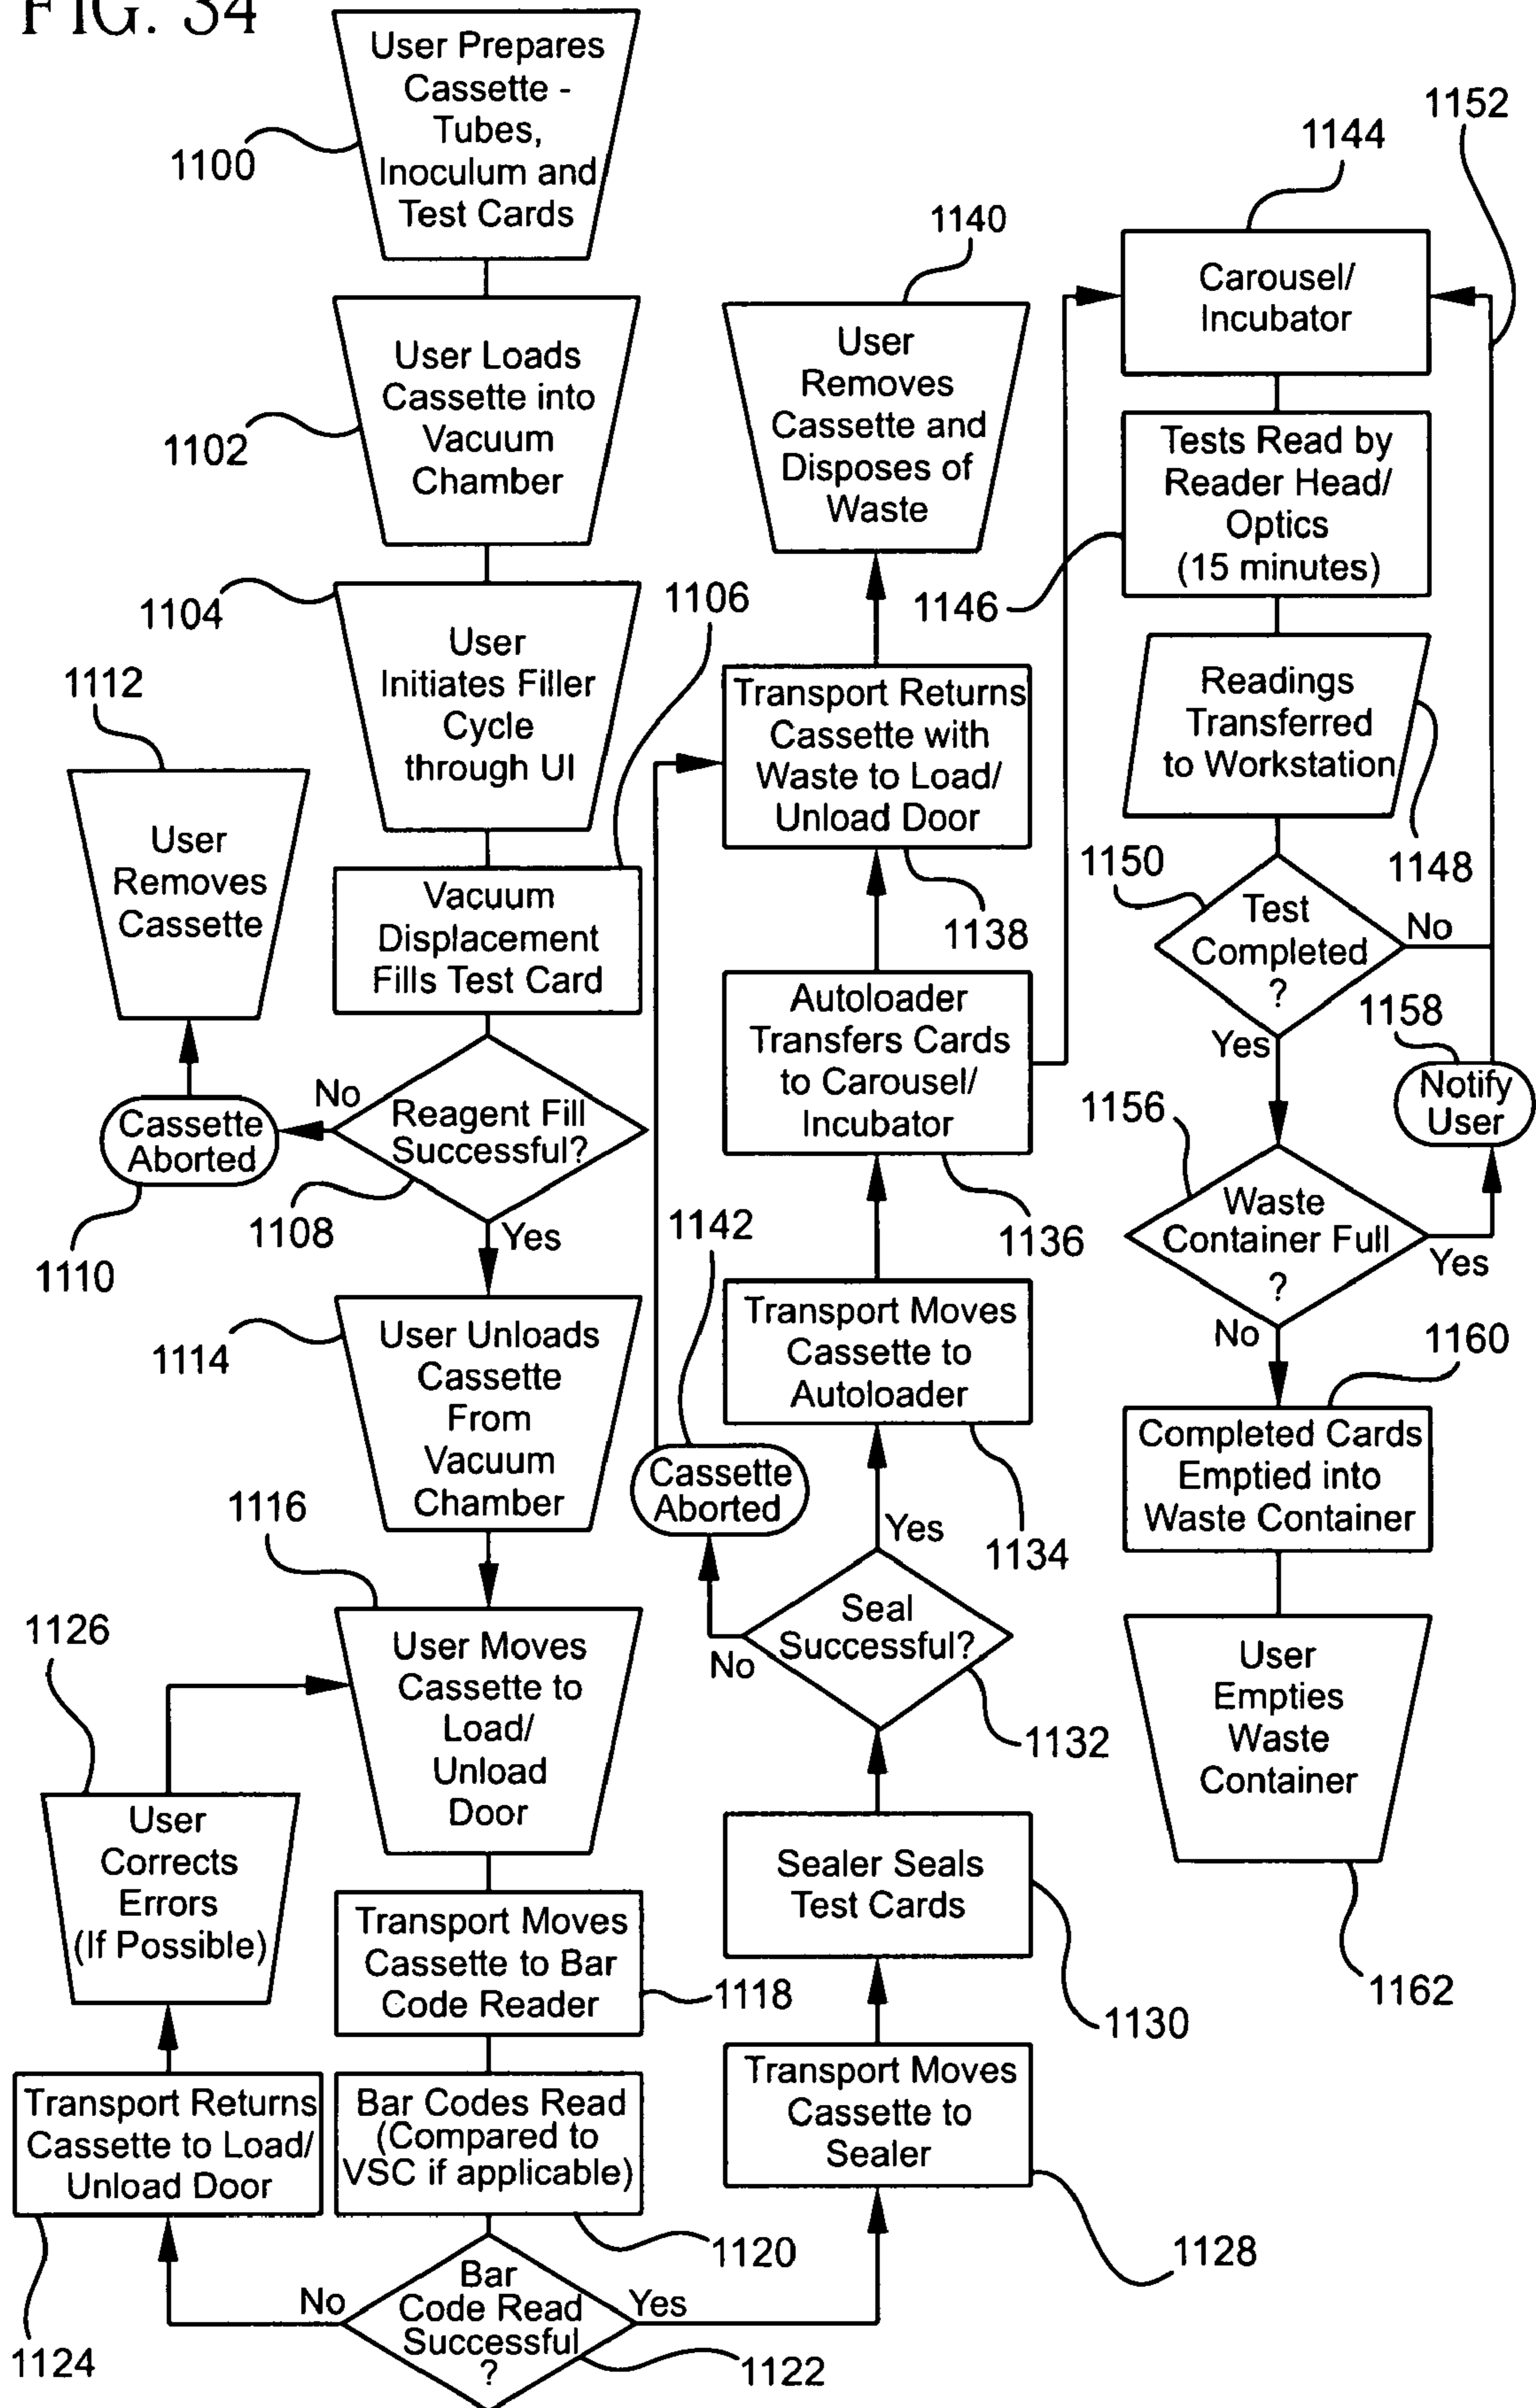 FIG. 34
User Prepares
Cassette -
Tubes,
Inoculum and
Test Cards
1100
User Loads
Cassette into
Vacuum
Chamber
1102
1104
User
Initiates Filler
Cycle
through UI
1106
Vacuum
Displacement
Fills Test Card
1112
User
Removes
Cassette
Cassette
Aborted
1110
No
Reagent Fill
Successful?
1108
Yes
User Unloads
Cassette
From
Vacuum
Chamber
1114
1116
User Moves
Cassette to
Load/
Unload
Door
1126
User
Corrects
Errors
(If Possible)
Transport Moves
Cassette to Bar
Code Reader
1118
Transport Returns
Cassette to Load/
Unload Door
1124
Bar Codes Read
(Compared to
VSC if applicable)
1120
No
Bar
Code Read
Successful
?
Yes
1122
1140
User
Removes
Cassette and
Disposes of
Waste
Transport Returns
Cassette with
Waste to Load/
Unload Door
1138
Autoloader
Transfers Cards
to Carousel/
Incubator
1136
1142
Cassette
Aborted
Transport Moves
Cassette to
Autoloader
1134
Yes
Seal
Successful?
No
1132
Sealer Seals
Test Cards
1130
Transport Moves
Cassette to
Sealer
1128
1152
1144
Carousel/
Incubator
Tests Read by
Reader Head/
Optics
(15 minutes)
1146
Readings
Transferred
to Workstation
1148
1150
Test
Completed
?
No
Yes
1158
Notify
User
1156
Waste
Container Full
?
Yes
No
1160
Completed Cards
Emptied into
Waste Container
User
Empties
Waste
Container
1162